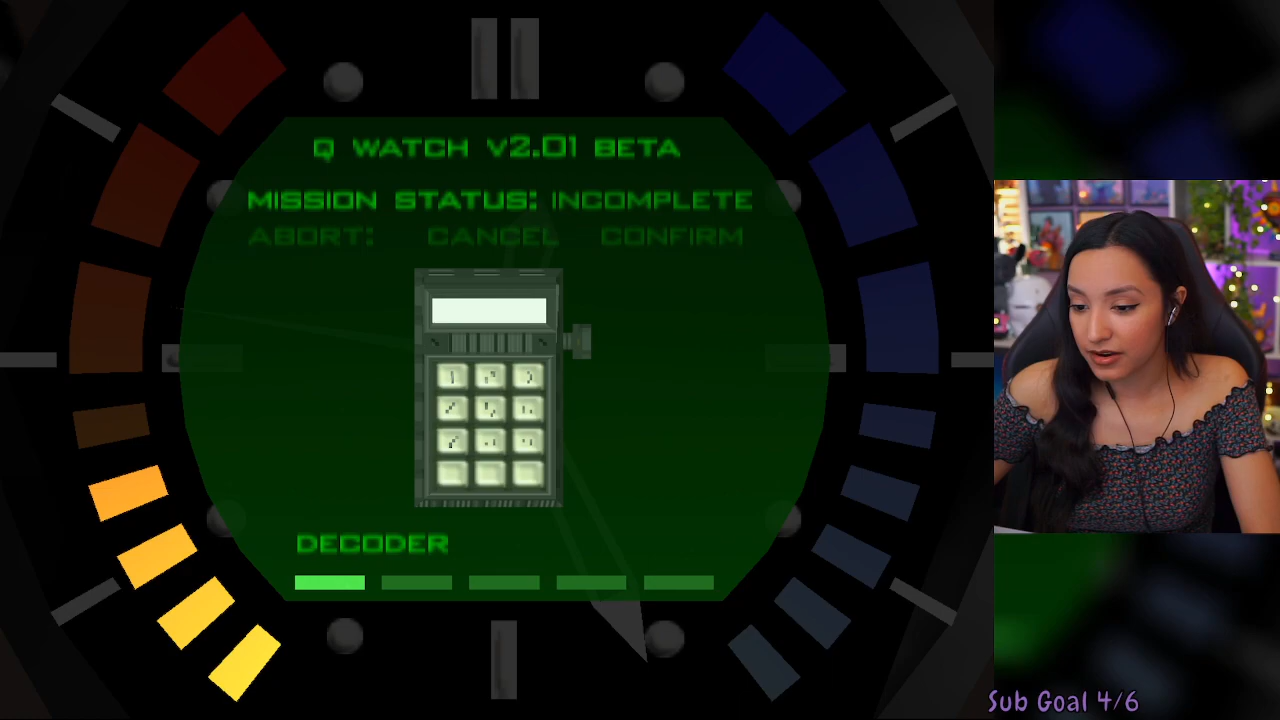 Q WATCH V2.01 BETA
MISSION STATUS: INCOMPLETE
ABORT: CANCEL CONFIRM
DECODER
Sub Goal 4/6